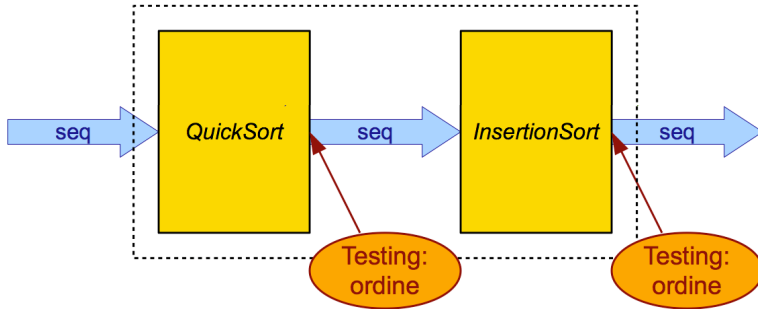 seq
QuickSort
seq
InsertionSort
seq
Testing:
ordine
Testing:
ordine